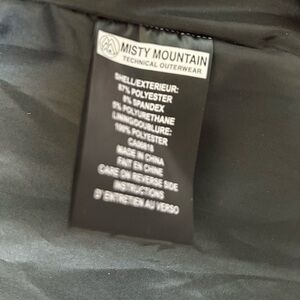 MISTY MOUNTAIN
TECHNICAL OUTERWEAR
SHELL/EXTERIEUR:
87% POLYESTER
8% SPANDEX
5% POLYURETHANE
LINING/DOUBLURE:
100% POLYESTER
MADE IN CHINA
FAIT EN CHINE
CARE ON REVERSE SIDE
INSTRUCTIONS
D' ENTRETIEN AU VERSO